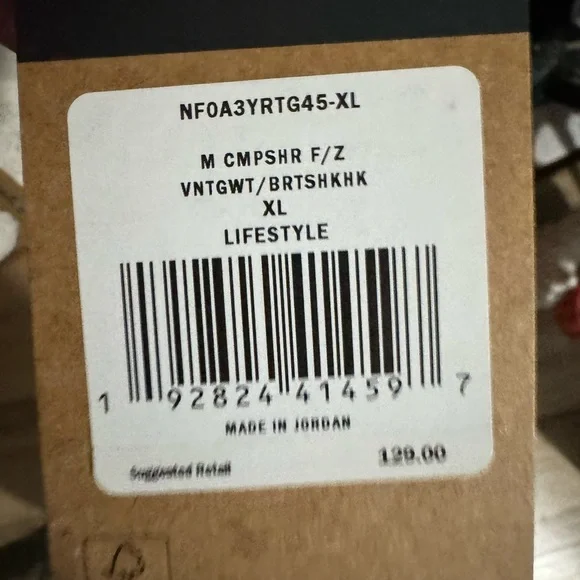 NF0A3YRTG45-XL
M CMPSHR F/Z
VNTGWT/BRTSHKHK
XL
LIFESTYLE
1 92824 41459 7
MADE IN JORDAN
Suggested Retail 129.00